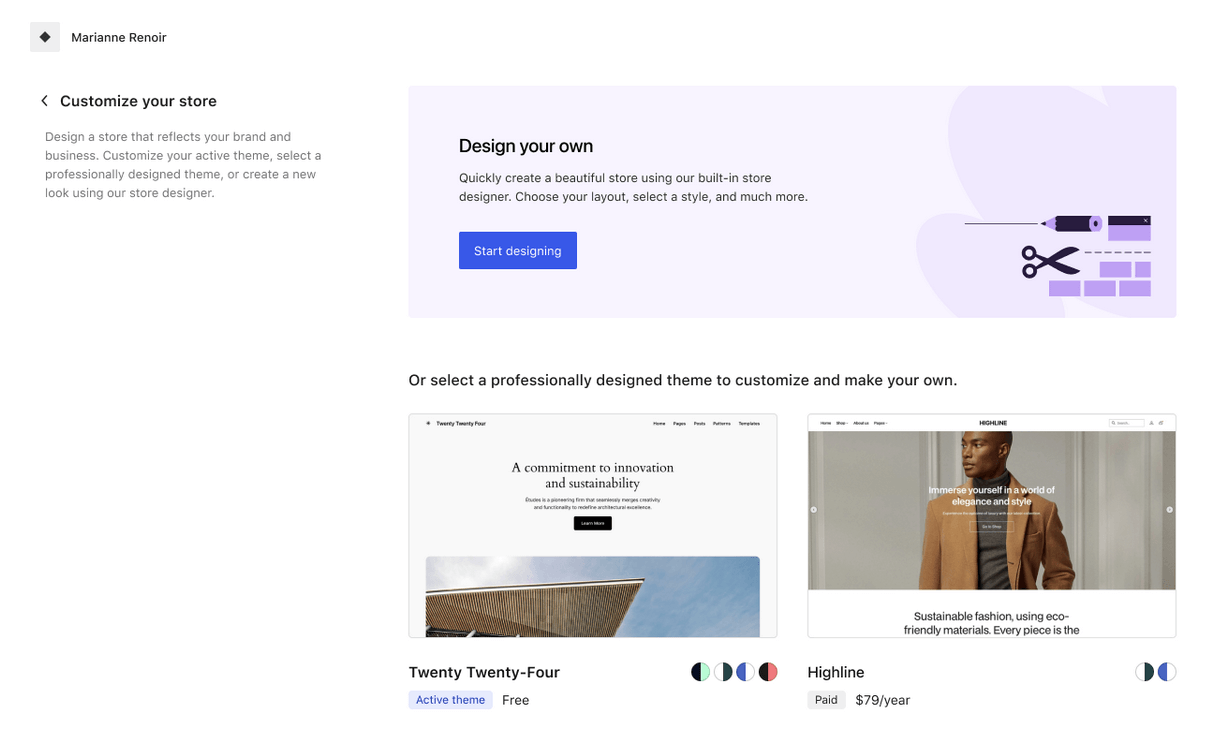 Marianne Renoir
Customize your store
Design a store that reflects your brand and
business. Customize your active theme, select a
professionally designed theme, or create a new
look using our store designer.
Design your own
Quickly create a beautiful store using our built-in store
designer. Choose your layout, select a style, and much more.
Start designing
Or select a professionally designed theme to customize and make your own.
Twenty Twenty Four
Home Pages Posts Patterns Templates
A commitment to innovation
and sustainability
Études is a pioneering firm that seamlessly merges creativity
and functionality to redefine architectural excellence.
Learn More
Home Shop About us Pages
HIGHLINE
Search
Immerse yourself in a world of
elegance and style
Go to Shop
Sustainable fashion, using eco-
friendly materials. Every piece is the
Twenty Twenty-Four
Active theme Free
Highline
Paid $79/year